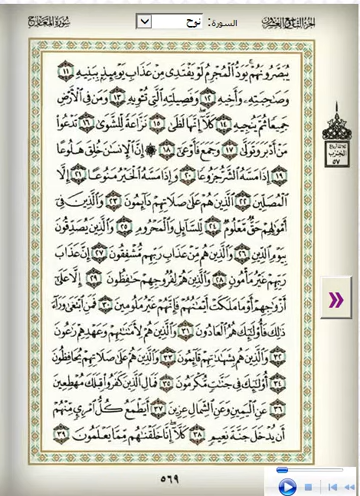 الجزء التاسع والعشرون السورة: نوح سورة المعارج
يُبَصَّرُونَهُمْ يَوَدُّ الْمُجْرِمُ لَوْ يَفْتَدِى مِنْ عَذَابِ يَوْمِئِذٍ بِبَنِيهِ ١١
وَصَاحِبَتِهِ وَأَخِيهِ ١٢ وَفَصِيلَتِهِ الَّتِى تُئْوِيهِ ١٣ وَمَن فِى الْأَرْضِ
جَمِيعًا ثُمَّ يُنجِيهِ ١٤ كَلَّا إِنَّهَا لَظَى ١٥ نَزَّاعَةً لِّلشَّوَى ١٦ تَدْعُوا
مَنْ أَدْبَرَ وَتَوَلَّى ١٧ وَجَمَعَ فَأَوْعَى ١٨ ۞ إِنَّ الْإِنسَانَ خُلِقَ هَلُوعًا
١٩ إِذَا مَسَّهُ الشَّرُّ جَزُوعًا ٢٠ وَإِذَا مَسَّهُ الْخَيْرُ مَنُوعًا ٢١ إِلَّا
الْمُصَلِّينَ ٢٢ الَّذِينَ هُمْ عَلَى صَلَاتِهِمْ دَائِمُونَ ٢٣ وَالَّذِينَ فِى
أَمْوَالِهِمْ حَقٌّ مَّعْلُومٌ ٢٤ لِّلسَّائِلِ وَالْمَحْرُومِ ٢٥ وَالَّذِينَ يُصَدِّقُونَ
بِيَوْمِ الدِّينِ ٢٦ وَالَّذِينَ هُم مِّنْ عَذَابِ رَبِّهِم مُّشْفِقُونَ ٢٧ إِنَّ عَذَابَ
رَبِّهِمْ غَيْرُ مَأْمُونٍ ٢٨ وَالَّذِينَ هُمْ لِفُرُوجِهِمْ حَافِظُونَ ٢٩ إِلَّا عَلَى
أَزْوَاجِهِمْ أَوْ مَا مَلَكَتْ أَيْمَانُهُمْ فَإِنَّهُمْ غَيْرُ مَلُومِينَ ٣٠ فَمَنِ ابْتَغَى وَرَاءَ
ذَلِكَ فَأُولَئِكَ هُمُ الْعَادُونَ ٣١ وَالَّذِينَ هُمْ لِأَمَانَاتِهِمْ وَعَهْدِهِمْ رَاعُونَ
٣٢ وَالَّذِينَ هُم بِشَهَادَاتِهِمْ قَائِمُونَ ٣٣ وَالَّذِينَ هُمْ عَلَى صَلَاتِهِمْ يُحَافِظُونَ
٣٤ أُولَئِكَ فِى جَنَّاتٍ مُّكْرَمُونَ ٣٥ فَمَالِ الَّذِينَ كَفَرُوا قِبَلَكَ مُهْطِعِينَ
٣٦ عَنِ الْيَمِينِ وَعَنِ الشِّمَالِ عِزِينَ ٣٧ أَيَطْمَعُ كُلُّ امْرِئٍ مِّنْهُمْ
أَن يُدْخَلَ جَنَّةَ نَعِيمٍ ٣٨ كَلَّا إِنَّا خَلَقْنَاهُم مِّمَّا يَعْلَمُونَ ٣٩
٥٦٩